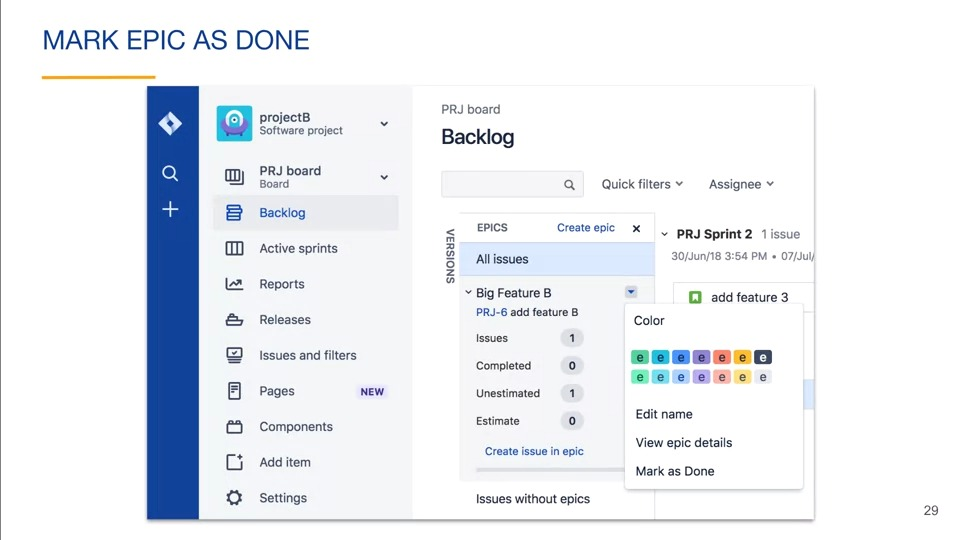 MARK EPIC AS DONE
projectB
Software project
PRJ board
Board
Backlog
Active sprints
Reports
Releases
Issues and filters
Pages NEW
Components
Add item
Settings
PRJ board
Backlog
Quick filters Assignee
VERSIONS
EPICS Create epic
All issues
Big Feature B
PRJ-6 add feature B
Issues 1
Completed 0
Unestimated 1
Estimate 0
Create issue in epic
Issues without epics
PRJ Sprint 2 1 issue
30/Jun/18 3:54 PM • 07/Jul/
add feature 3
Color
e e e e e e e
e e e e e e e
Edit name
View epic details
Mark as Done
29